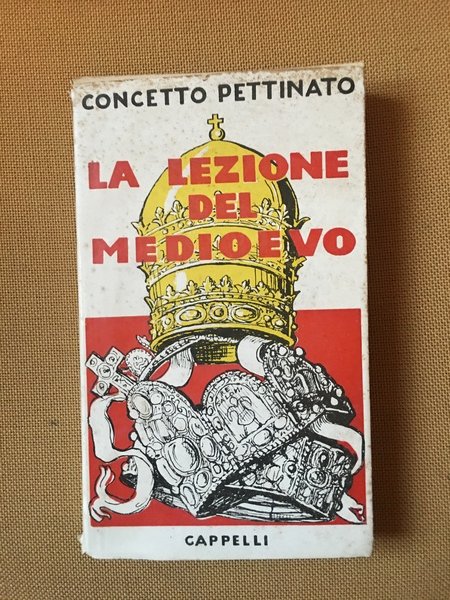 CONCETTO PETTINATO
LA LEZIONE
DEL
MEDIOEVO
CAPPELLI